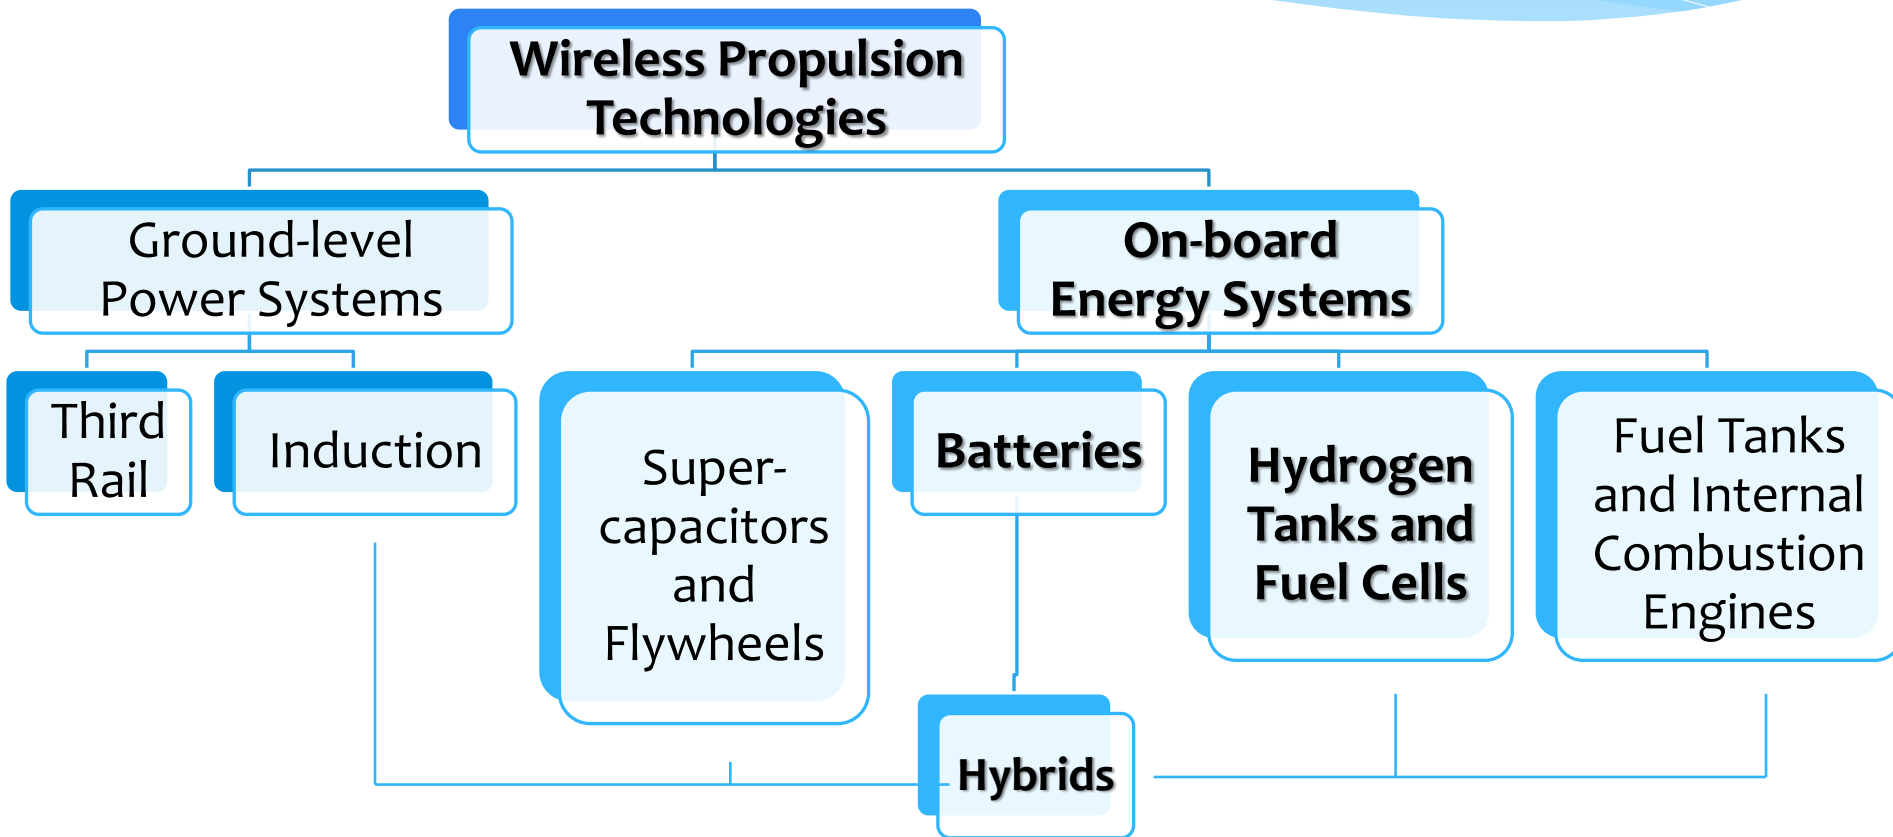 Wireless Propulsion
Technologies
Ground-level
Power Systems
On-board
Energy Systems
Third
Rail
Induction
Super-
capacitors
and
Flywheels
Batteries
Hydrogen
Tanks and
Fuel Cells
Fuel Tanks
and Internal
Combustion
Engines
Hybrids